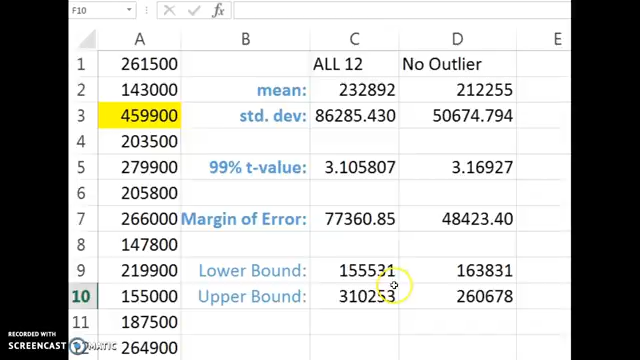 F10
fx
A B C D E
1 261500 ALL 12 No Outlier
2 143000 mean: 232892 212255
3 459900 std. dev: 86285.430 50674.794
4 203500
5 279900 99% t-value: 3.105807 3.16927
6 205800
7 266000 Margin of Error: 77360.85 48423.40
8 147800
9 219900 Lower Bound: 155531 163831
10 155000 Upper Bound: 310253 260678
11 187500
264900
RECORDED WITH
SCREENCAST MATIC